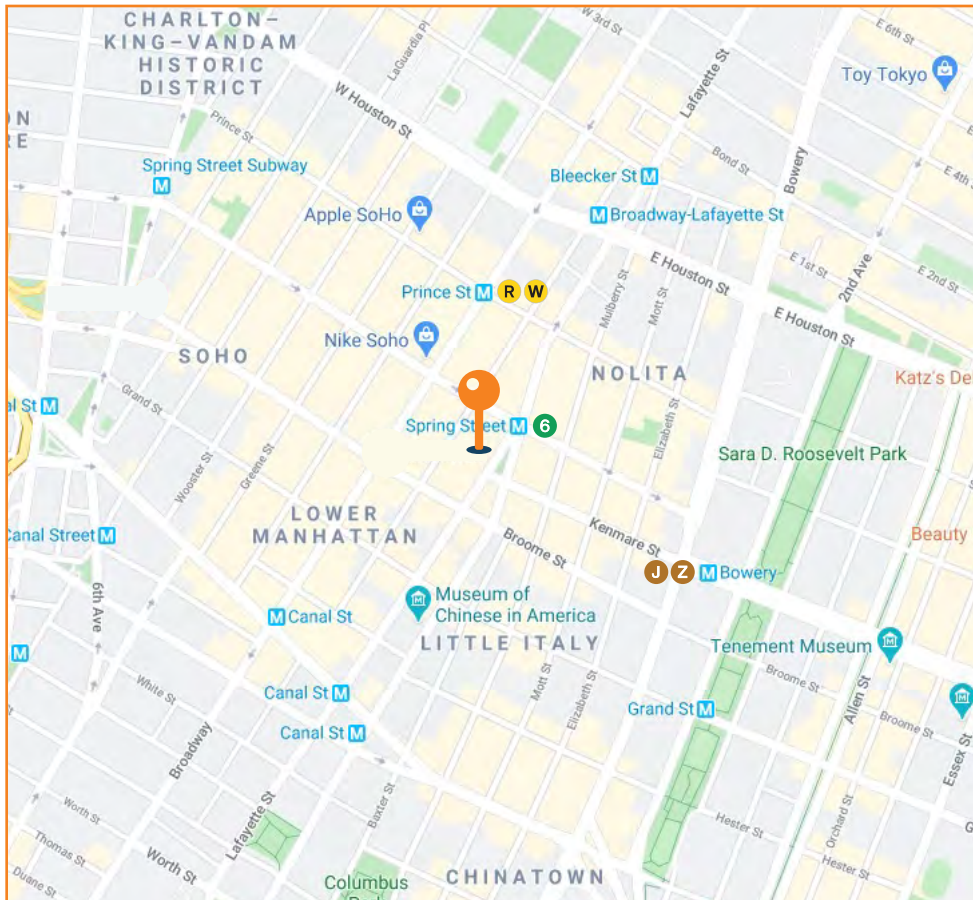 CHARLTON–
KING–VANDAM
HISTORIC
DISTRICT
LaGuardia Pl
W 3rd St
E 6th St
Toy Tokyo
Lafayette St
W Houston St
ON
RE
Prince St
Spring Street Subway
M
Bleecker St M
Bond St
Bowery
E 4th S
Apple SoHo
M Broadway-Lafayette St
E Houston St
E 1st St
E 2nd St
2nd Ave
Prince St M R W
Mulberry St
Mott St
E Houston St
Nike Soho
SOHO
NOLITA
Katz's De
Grand St
al St M
Spring Street M 6
Elizabeth St
Sara D. Roosevelt Park
Wooster St
Greene St
LOWER
MANHATTAN
Kenmare St
Broome St
Canal Street M
Beauty
J Z M Bowery
6th Ave
Museum of
Chinese in America
M Canal St
LITTLE ITALY
Tenement Museum
M
White St
Mott St
Elizabeth St
Broome St
Canal St M
Grand St M
Allen St
Broome St
Canal St M
Broadway
Essex St
Lafayette St
Baxter St
Worth St
Orchard St
Hester St
G
Thomas St
Worth St
Hester St
Duane St
Columbus
CHINATOWN